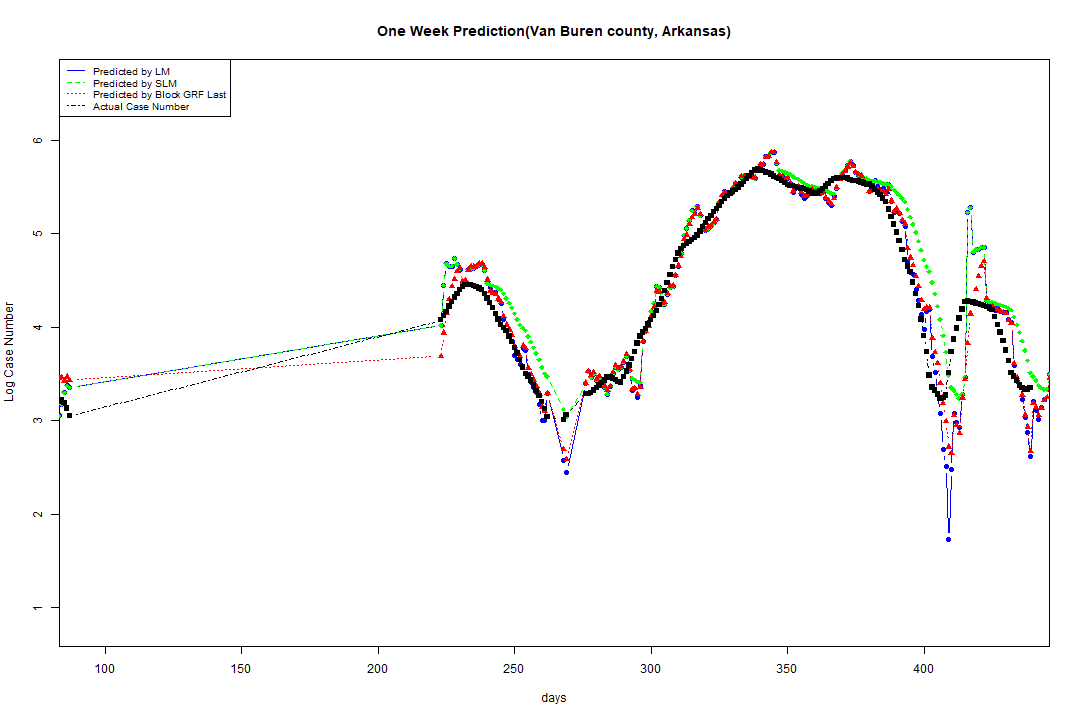 One Week Prediction(Van Buren county, Arkansas)
Predicted by LM
Predicted by SLM
Predicted by Block GRF Last
Actual Case Number
Log Case Number
6
5
4
3
2
1
100 150 200 250 300 350 400
days